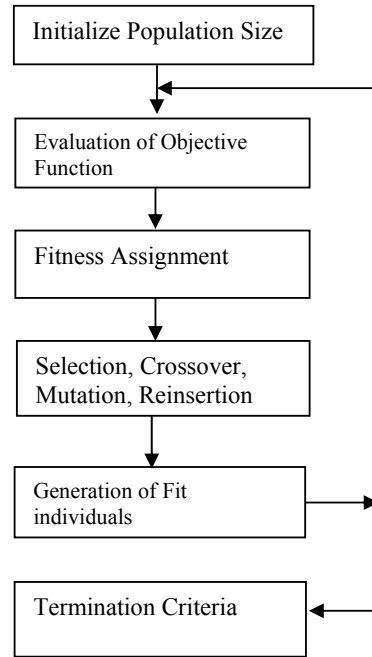 Initialize Population Size
Evaluation of Objective
Function
Fitness Assignment
Selection, Crossover,
Mutation, Reinsertion
Generation of Fit
individuals
Termination Criteria